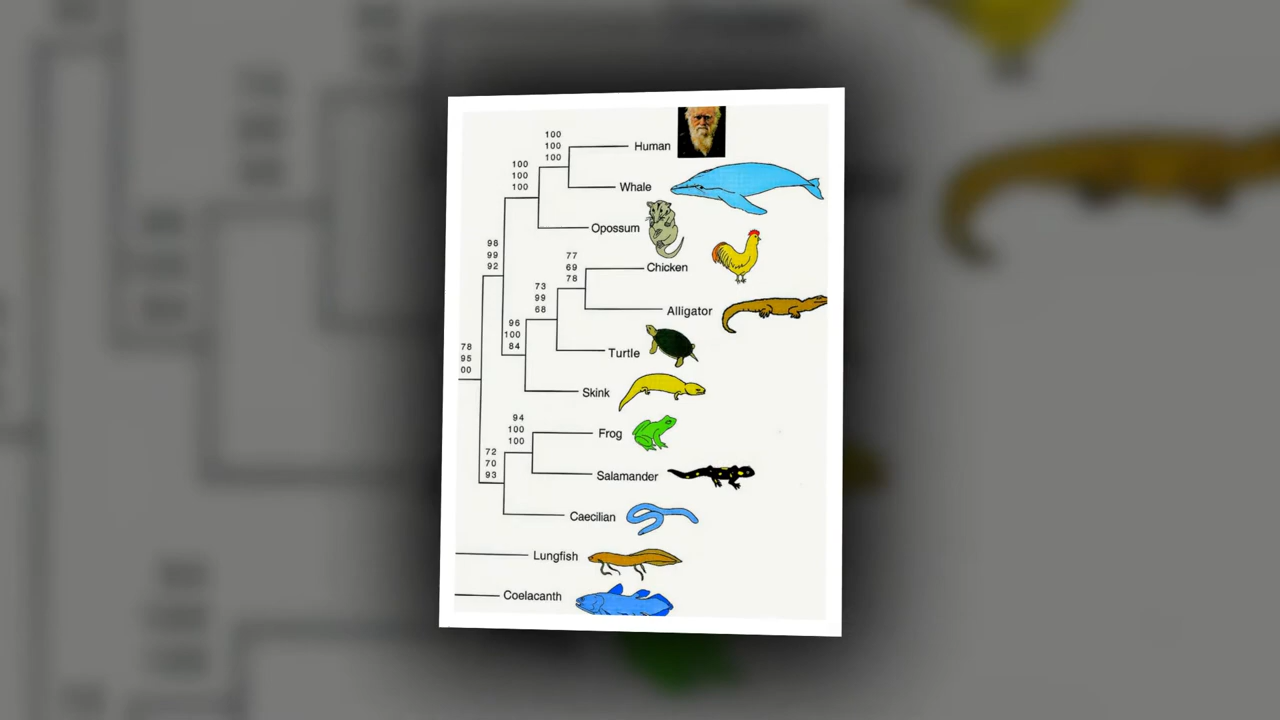 100
100
100
Human
100
100
100
Whale
Opossum
98
99
92
77
69
78
Chicken
73
99
68
Alligator
96
100
84
Turtle
78
95
00
Skink
94
100
100
Frog
72
70
93
Salamander
Caecilian
Lungfish
Coelacanth